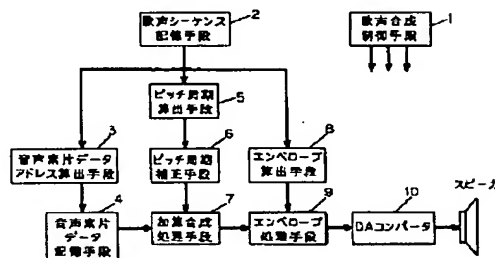 歌声シーケンス
記憶手段
2
歌声合成
制御手段
1
ピッチ周期
算出手段
5
3
音声素片データ
アドレス算出手段
6
ピッチ周期
補正手段
8
エンベロープ
算出手段
4
音声素片
データ
記憶手段
7
加算合成
処理手段
9
エンベロープ
処理手段
10
DAコンバータ
スピーカ